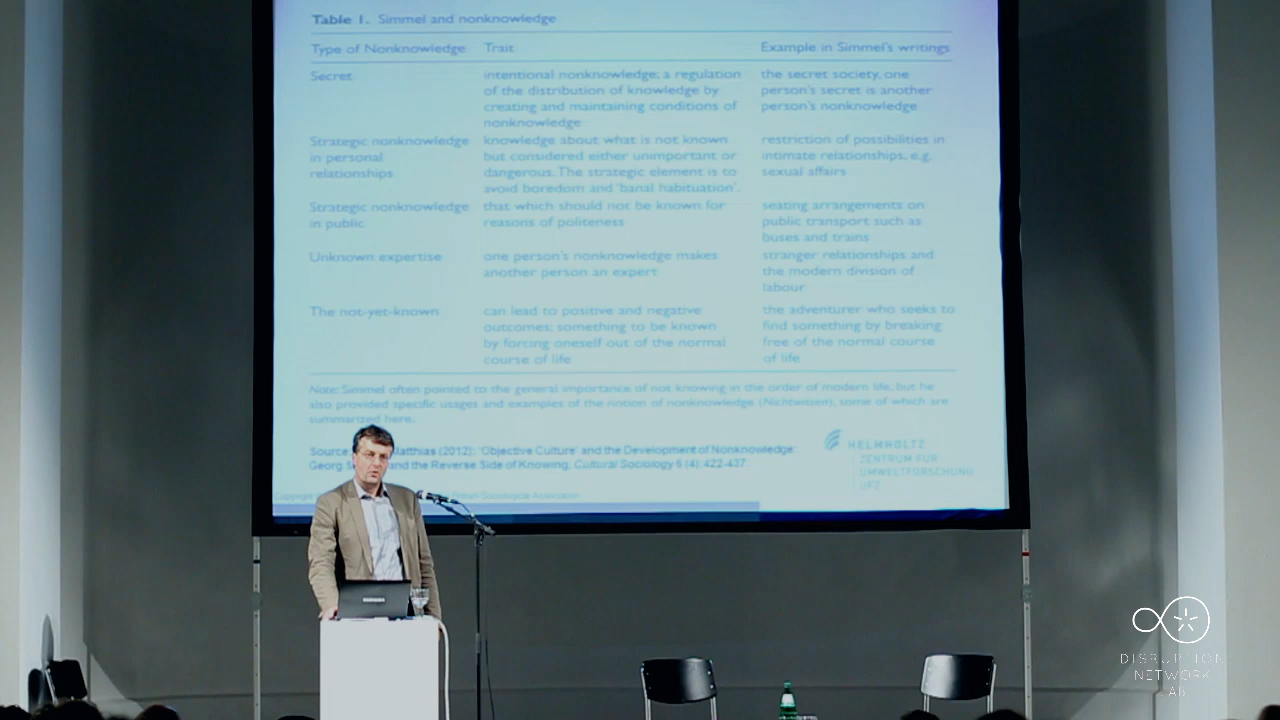 Table 1. Simmel and nonknowledge
Type of Nonknowledge Trait Example in Simmel's writings
Secret intentional nonknowledge; a regulation the secret society, one
of the distribution of knowledge by person's secret is another
creating and maintaining conditions of person's nonknowledge
nonknowledge
Strategic nonknowledge knowledge about what is not known restriction of possibilities in
in personal but considered either unimportant or intimate relationships, e.g.
relationships dangerous. The strategic element is to sexual affairs
avoid boredom and 'banal habituation'.
Strategic nonknowledge that which should not be known for seating arrangements on
in public reasons of politeness public transport such as
buses and trains
Unknown expertise one person's nonknowledge makes stranger relationships and
another person an expert the modern division of
labour
The not-yet-known can lead to positive and negative the adventurer who seeks to
outcomes; something to be known find something by breaking
by forcing oneself out of the normal free of the normal course
course of life of life
Note: Simmel often pointed to the general importance of not knowing in the order of modern life, but he
also provided specific usages and examples of the notion of nonknowledge (Nichtwissen), some of which are
summarized here.
Source Matthias (2012): 'Objective Culture' and the Development of Nonknowledge:
Georg and the Reverse Side of Knowing, Cultural Sociology 6 (4): 422-437.
HELMHOLTZ
ZENTRUM FÜR
UMWELTFORSCHUNG
UFZ
Copyright British Sociological Association
DISRUPTION
NETWORK
LAB